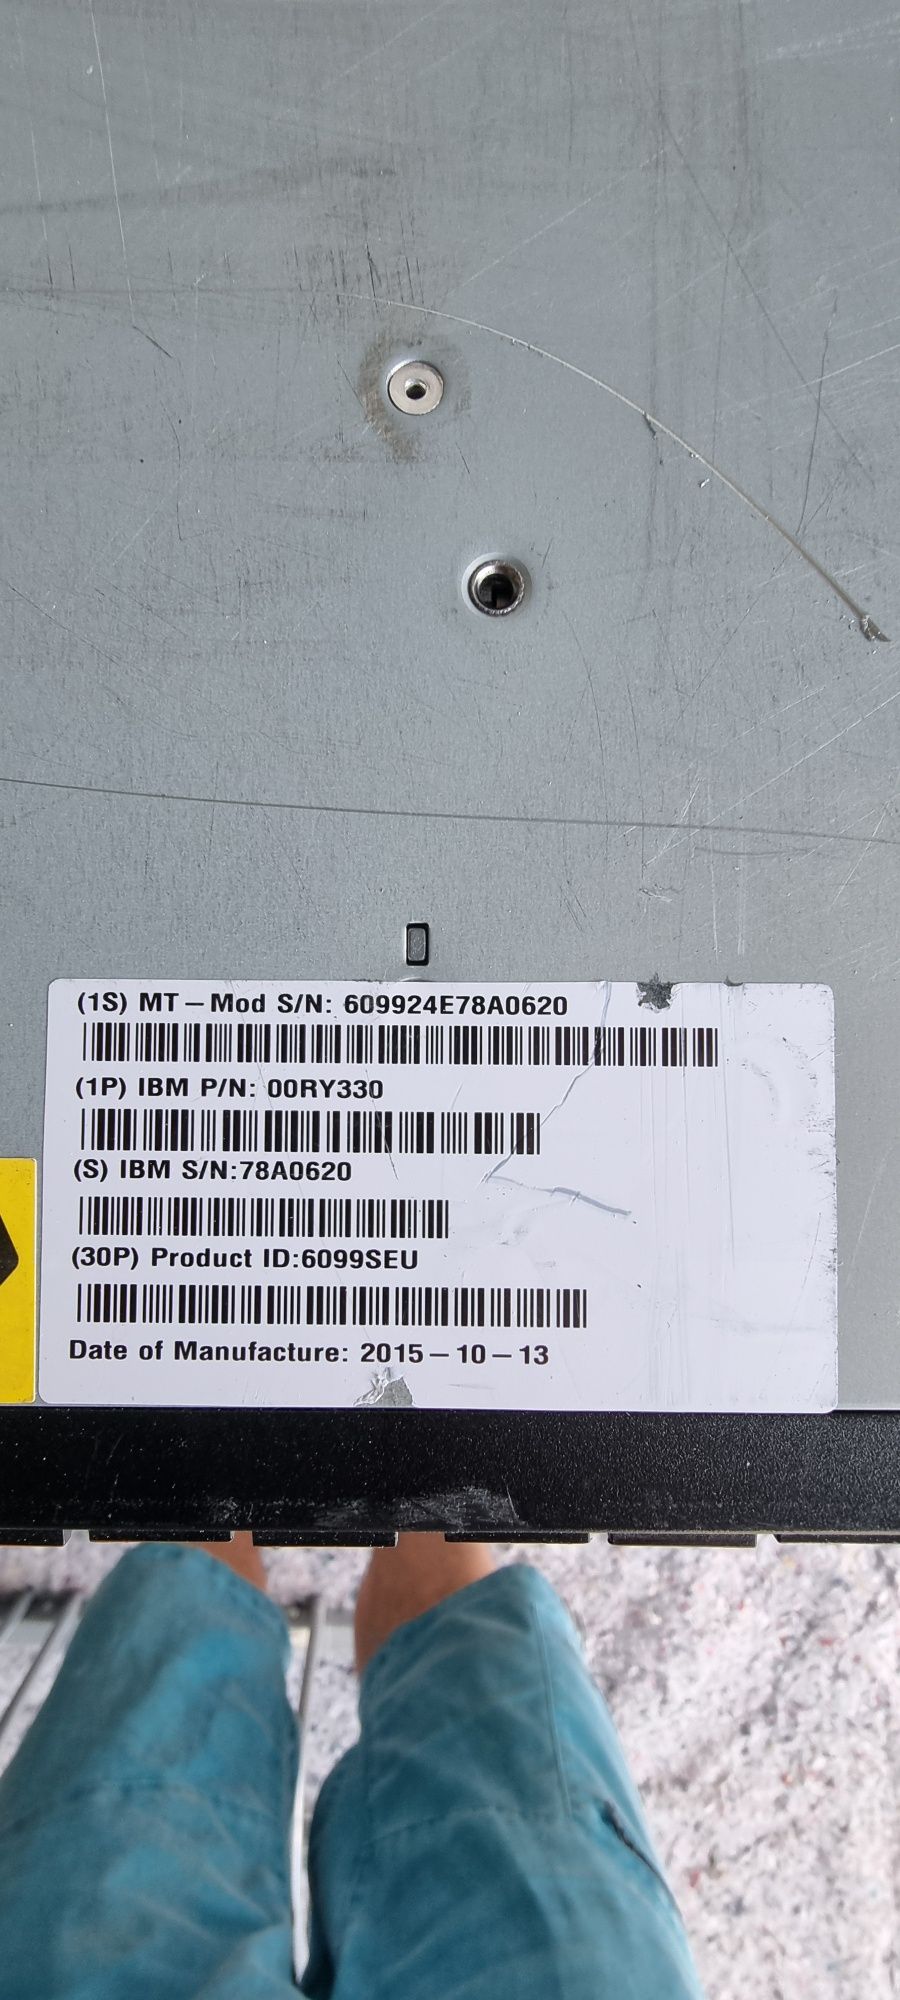 (1S) MT – Mod S/N: 609924E78A0620
(1P) IBM P/N: 00RY330
(S) IBM S/N:78A0620
(30P) Product ID:6099SEU
Date of Manufacture: 2015 – 10 – 13